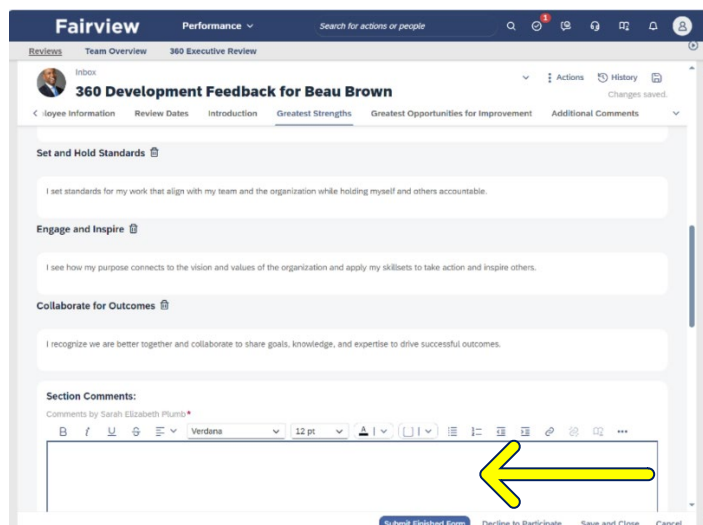 Fairview Performance Search for actions or people 1
Reviews Team Overview 360 Executive Review
Inbox
360 Development Feedback for Beau Brown
Actions History
Changes saved.
loyee Information Review Dates Introduction Greatest Strengths Greatest Opportunities for Improvement Additional Comments
Set and Hold Standards
I set standards for my work that align with my team and the organization while holding myself and others accountable.
Engage and Inspire
I see how my purpose connects to the vision and values of the organization and apply my skillsets to take action and inspire others.
Collaborate for Outcomes
I recognize we are better together and collaborate to share goals, knowledge, and expertise to drive successful outcomes.
Section Comments:
Comments by Sarah Elizabeth Plumb*
B I U S Verdana 12 pt A
Submit Finished Form Decline to Participate Save and Close Cancel